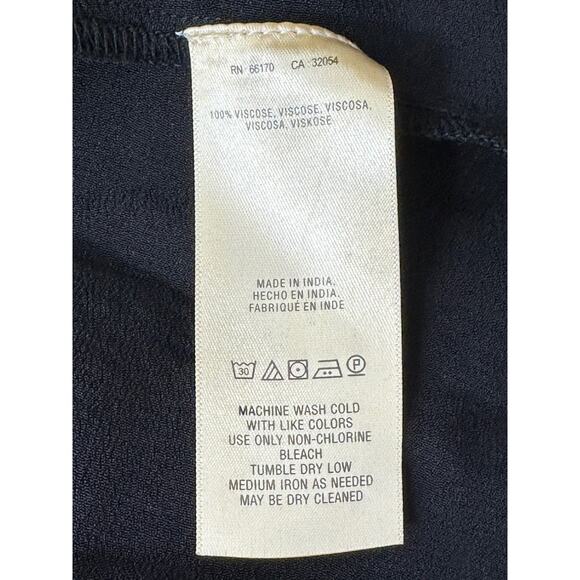 RN 66170 CA 32054
100% VISCOSE, VISCOSE, VISCOSA,
VISCOSA, VISKOSE
MADE IN INDIA.
HECHO EN INDIA,
FABRIQUÉ EN INDE
30 P
MACHINE WASH COLD
WITH LIKE COLORS
USE ONLY NON-CHLORINE
BLEACH
TUMBLE DRY LOW
MEDIUM IRON AS NEEDED
MAY BE DRY CLEANED